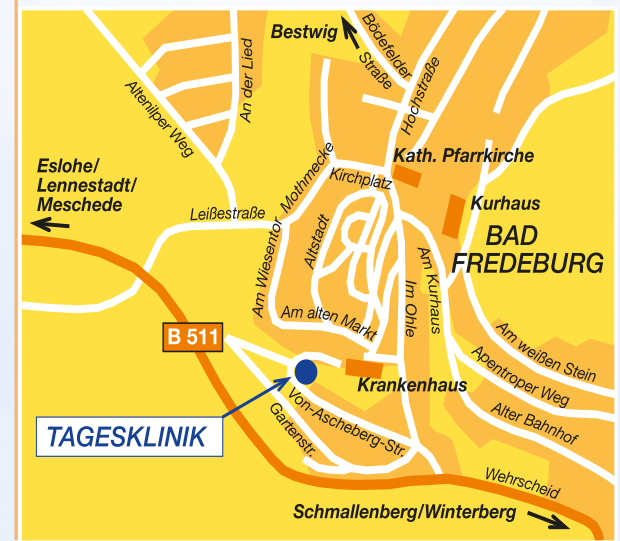 Bestwig
Bödefelder
Straße
Hochstraße
An der Lied
Altenilper Weg
Kath. Pfarrkirche
Eslohe/
Lennestadt/
Meschede
Mothmecke
Kirchplatz
Kurhaus
Leißestraße
BAD
FREDEBURG
Am Wiesentor
Altstadt
Am Kurhaus
Im Ohle
Am alten Markt
B 511
Am weißen Stein
Apentroper Weg
Krankenhaus
Alter Bahnhof
TAGESKLINIK
Von-Ascheberg-Str.
Gartenstr.
Wehrscheid
Schmallenberg/Winterberg